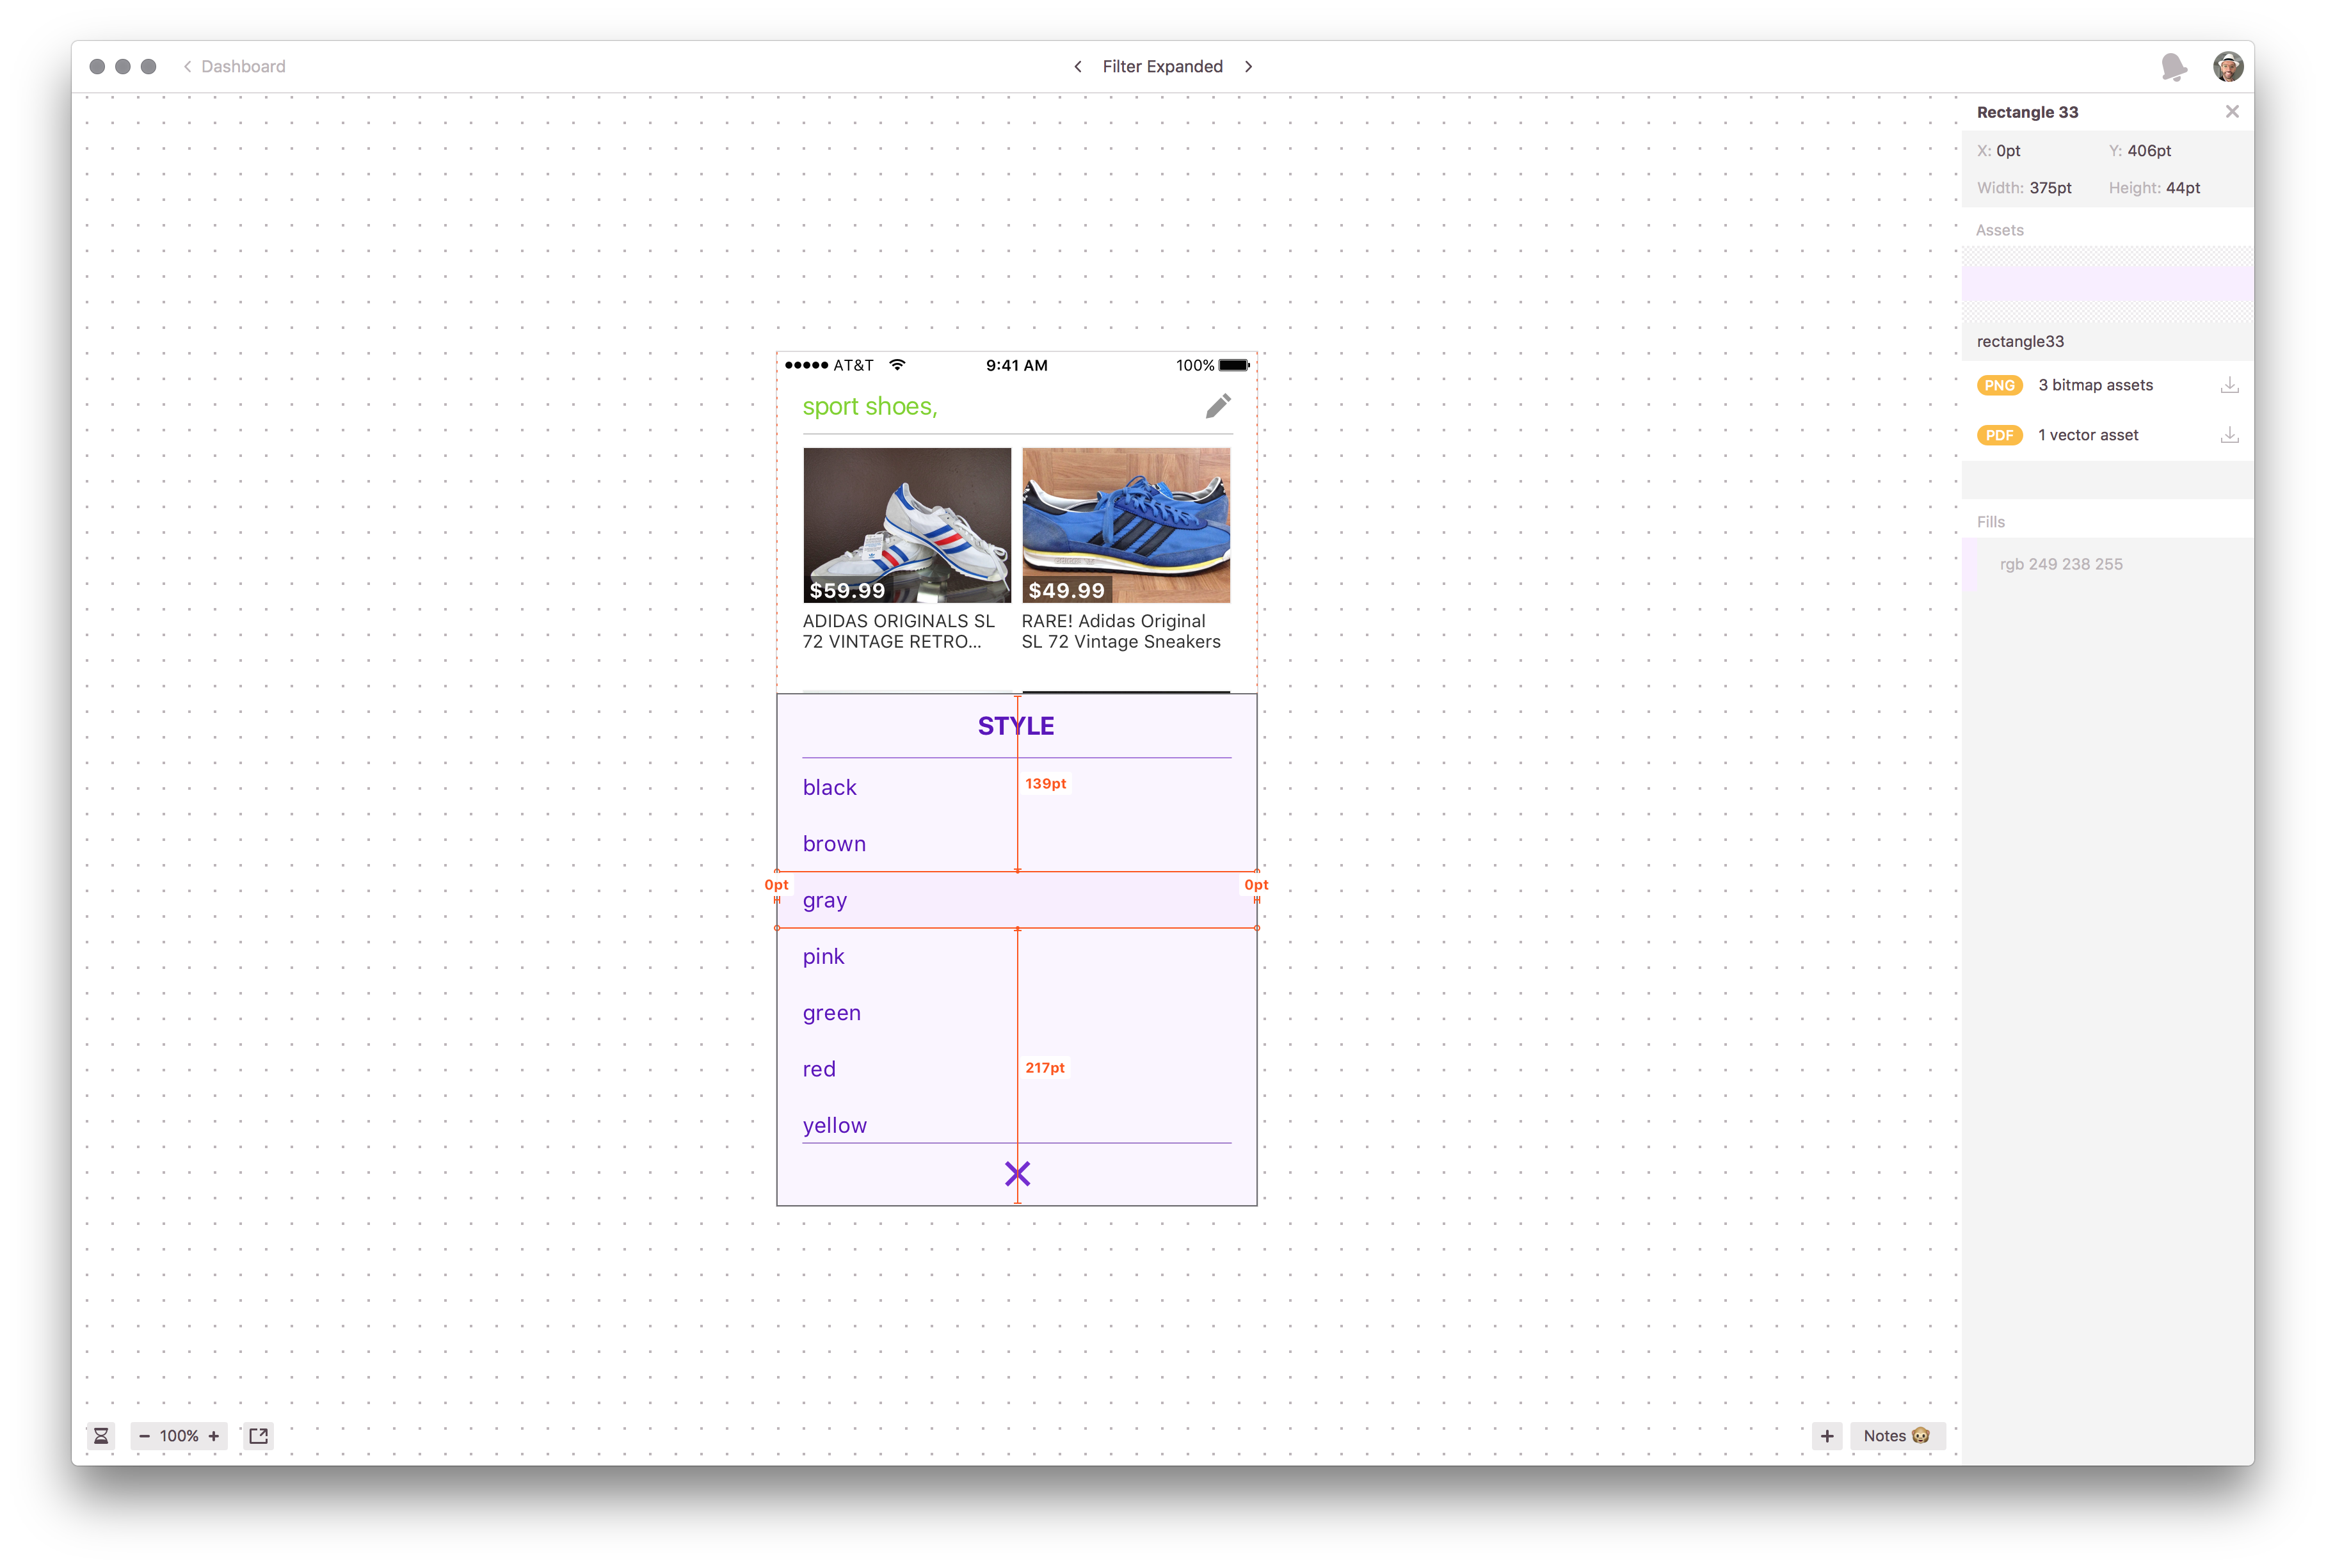 Dashboard
Filter Expanded
Rectangle 33
X: 0pt Y: 406pt
Width: 375pt Height: 44pt
Assets
rectangle33
PNG 3 bitmap assets
PDF 1 vector asset
Fills
rgb 249 238 255
AT&T 9:41 AM 100%
sport shoes,
$59.99 $49.99
ADIDAS ORIGINALS SL
72 VINTAGE RETRO...
RARE! Adidas Original
SL 72 Vintage Sneakers
STYLE
black
139pt
brown
0pt 0pt
gray
pink
green
red
217pt
yellow
100%
Notes